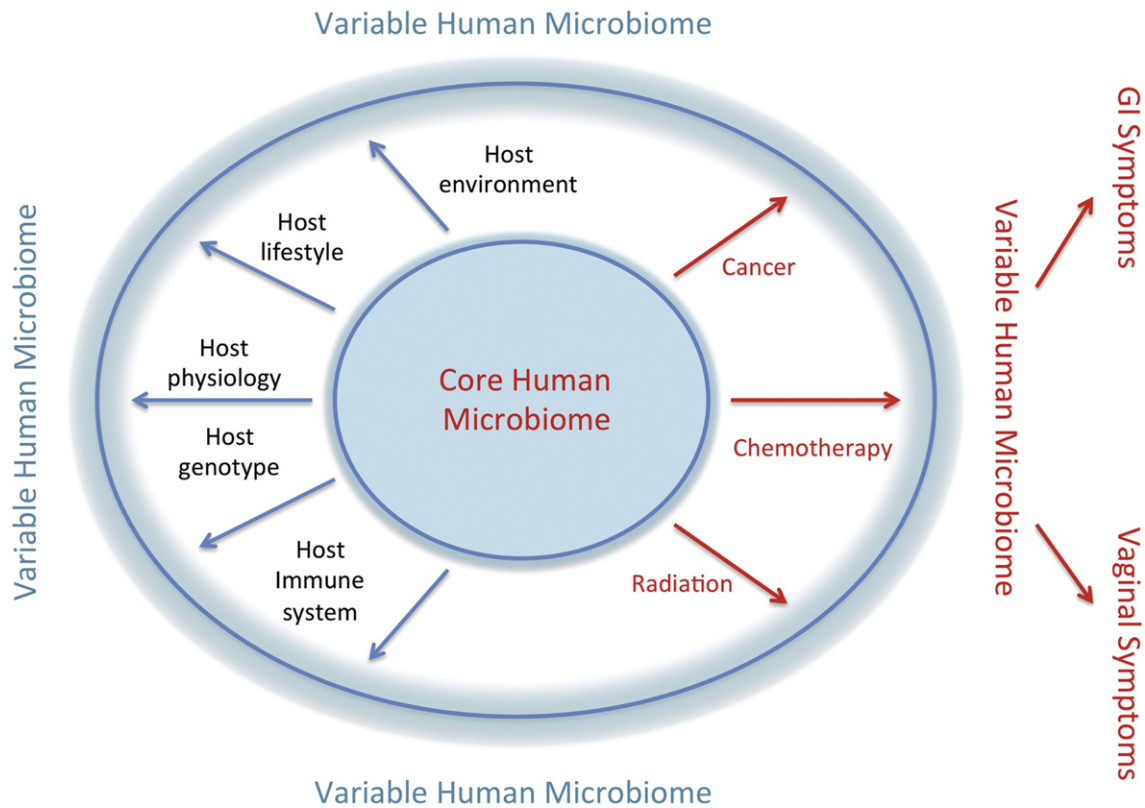 Variable Human Microbiome
Variable Human Microbiome
Host
environment
Host
lifestyle
Host
physiology
Host
genotype
Host
Immune
system
Core Human
Microbiome
Cancer
Chemotherapy
Radiation
Variable Human Microbiome
GI Symptoms
Vaginal Symptoms
Variable Human Microbiome